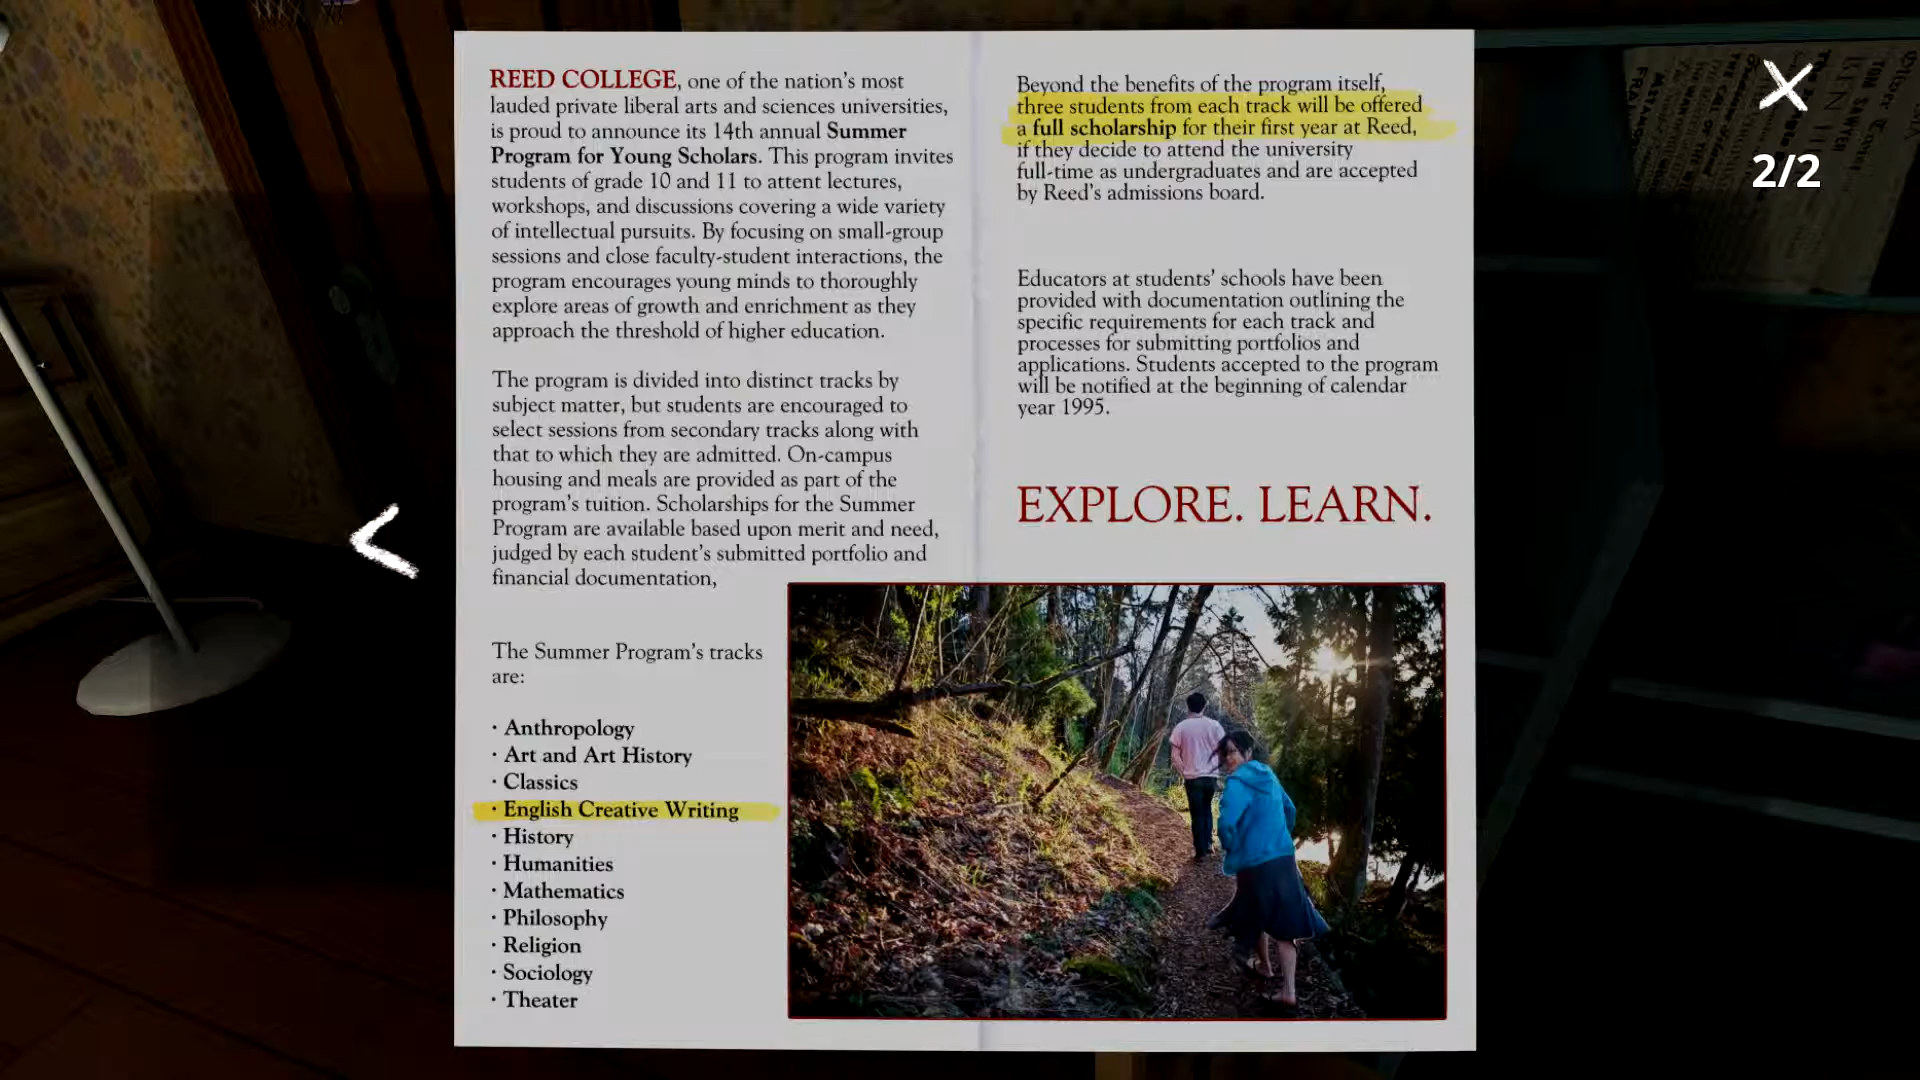 REED COLLEGE, one of the nation's most
lauded private liberal arts and sciences universities,
is proud to announce its 14th annual Summer
Program for Young Scholars. This program invites
students of grade 10 and 11 to attent lectures,
workshops, and discussions covering a wide variety
of intellectual pursuits. By focusing on small-group
sessions and close faculty-student interactions, the
program encourages young minds to thoroughly
explore areas of growth and enrichment as they
approach the threshold of higher education.
The program is divided into distinct tracks by
subject matter, but students are encouraged to
select sessions from secondary tracks along with
that to which they are admitted. On-campus
housing and meals are provided as part of the
program's tuition. Scholarships for the Summer
Program are available based upon merit and need,
judged by each student's submitted portfolio and
financial documentation,
The Summer Program's tracks
are:
· Anthropology
· Art and Art History
· Classics
· English Creative Writing
· History
· Humanities
· Mathematics
· Philosophy
· Religion
· Sociology
· Theater
Beyond the benefits of the program itself,
three students from each track will be offered
a full scholarship for their first year at Reed,
if they decide to attend the university
full-time as undergraduates and are accepted
by Reed's admissions board.
Educators at students' schools have been
provided with documentation outlining the
specific requirements for each track and
processes for submitting portfolios and
applications. Students accepted to the program
will be notified at the beginning of calendar
year 1995.
EXPLORE. LEARN.
2/2